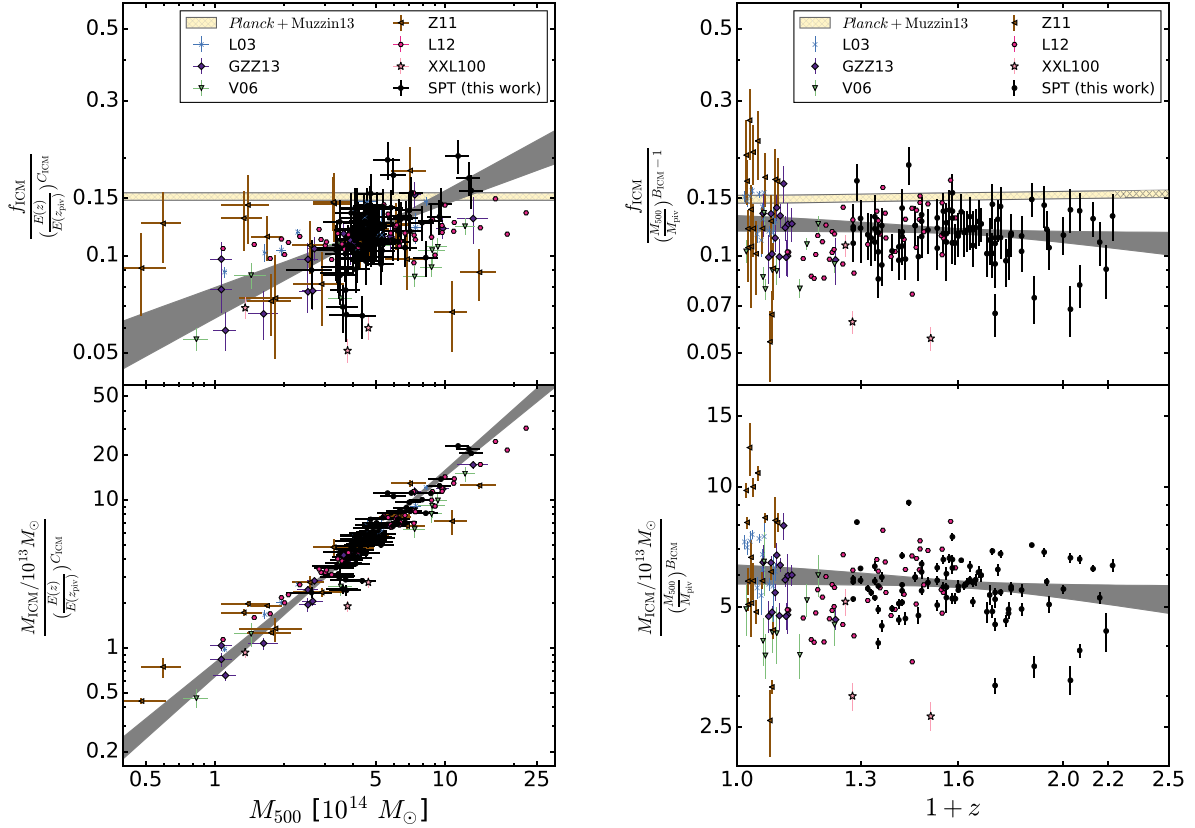 Planck + Muzzin13
L03
GZZ13
V06
Z11
L12
XXL100
SPT (this work)
f_ICM / (E(z)/E(z_piv))^C_ICM
0.5
0.3
0.15
0.1
0.05
M_ICM/10^13 M_⊙ / (E(z)/E(z_piv))^C_ICM
50
20
10
5
2
1
0.5
0.2
0.5 1 5 10 25
M_500 [10^14 M_⊙]
Planck + Muzzin13
L03
GZZ13
V06
Z11
L12
XXL100
SPT (this work)
f_ICM / (M_500/M_piv)^B_ICM−1
0.5
0.3
0.15
0.1
0.07
0.05
M_ICM/10^13 M_⊙ / (M_500/M_piv)^B_ICM
15
10
5
2.5
1.0 1.3 1.6 2.0 2.2 2.5
1 + z